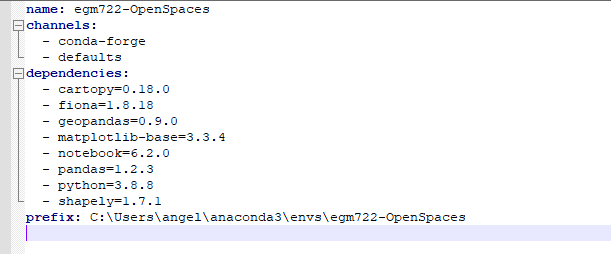 name: egm722-OpenSpaces
channels:
  - conda-forge
  - defaults
dependencies:
  - cartopy=0.18.0
  - fiona=1.8.18
  - geopandas=0.9.0
  - matplotlib-base=3.3.4
  - notebook=6.2.0
  - pandas=1.2.3
  - python=3.8.8
  - shapely=1.7.1
prefix: C:\Users\angel\anaconda3\envs\egm722-OpenSpaces